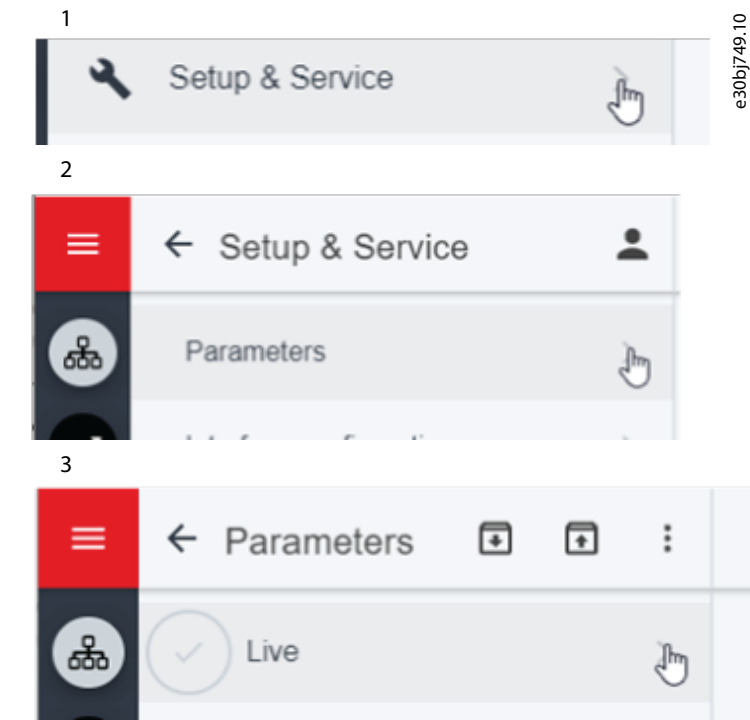 1
e30bj749.10
Setup & Service
2
Setup & Service
Parameters
3
Parameters
Live